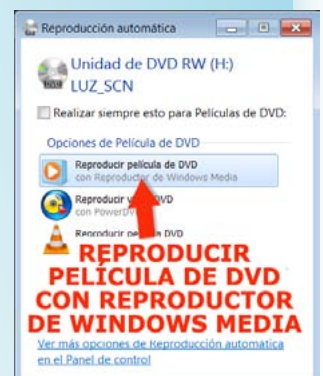 Reproducción automática
Unidad de DVD RW (H:)
LUZ_SCN
Realizar siempre esto para Películas de DVD:
Opciones de Película de DVD
Reproducir película de DVD
con Reproductor de Windows Media
Reproducir DVD
con PowerDV
Reproducir DVD
REPRODUCIR
PELÍCULA DE DVD
CON REPRODUCTOR
DE WINDOWS MEDIA
Ver más opciones de Reproducción automática
en el Panel de control